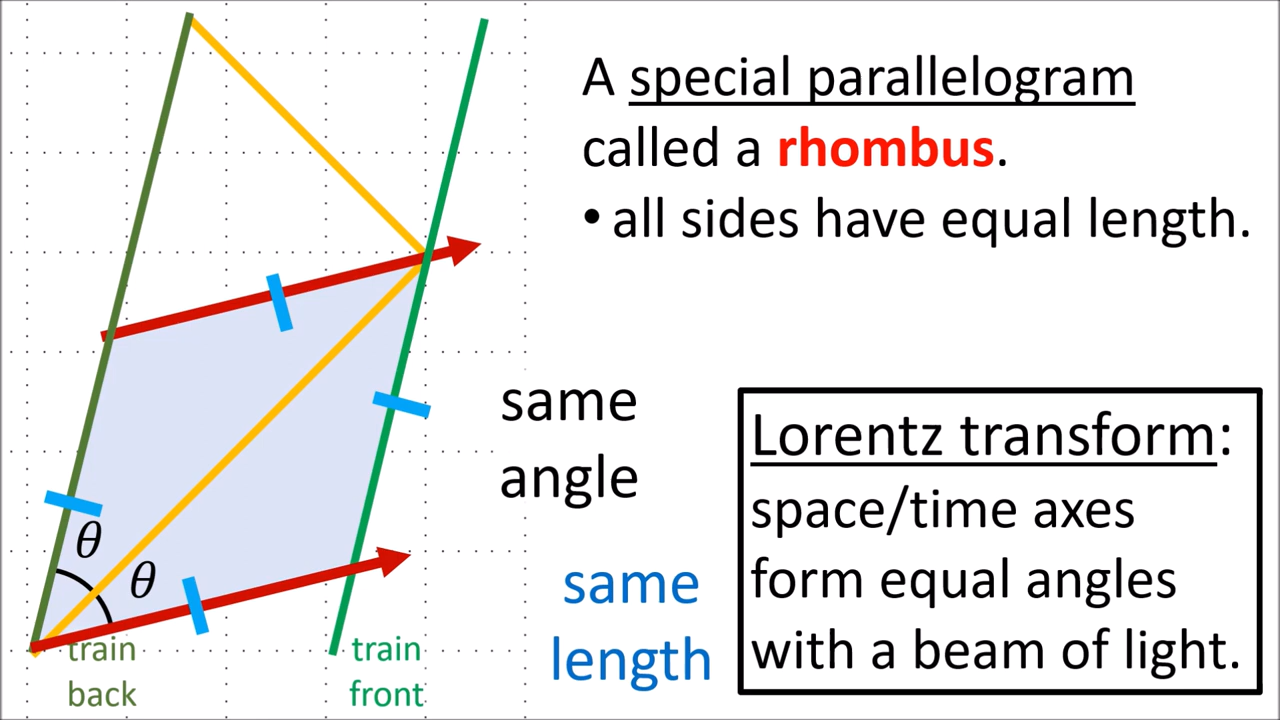 A special parallelogram
called a rhombus.
• all sides have equal length.
same
angle
θ
θ
same
length
train
back
train
front
Lorentz transform:
space/time axes
form equal angles
with a beam of light.